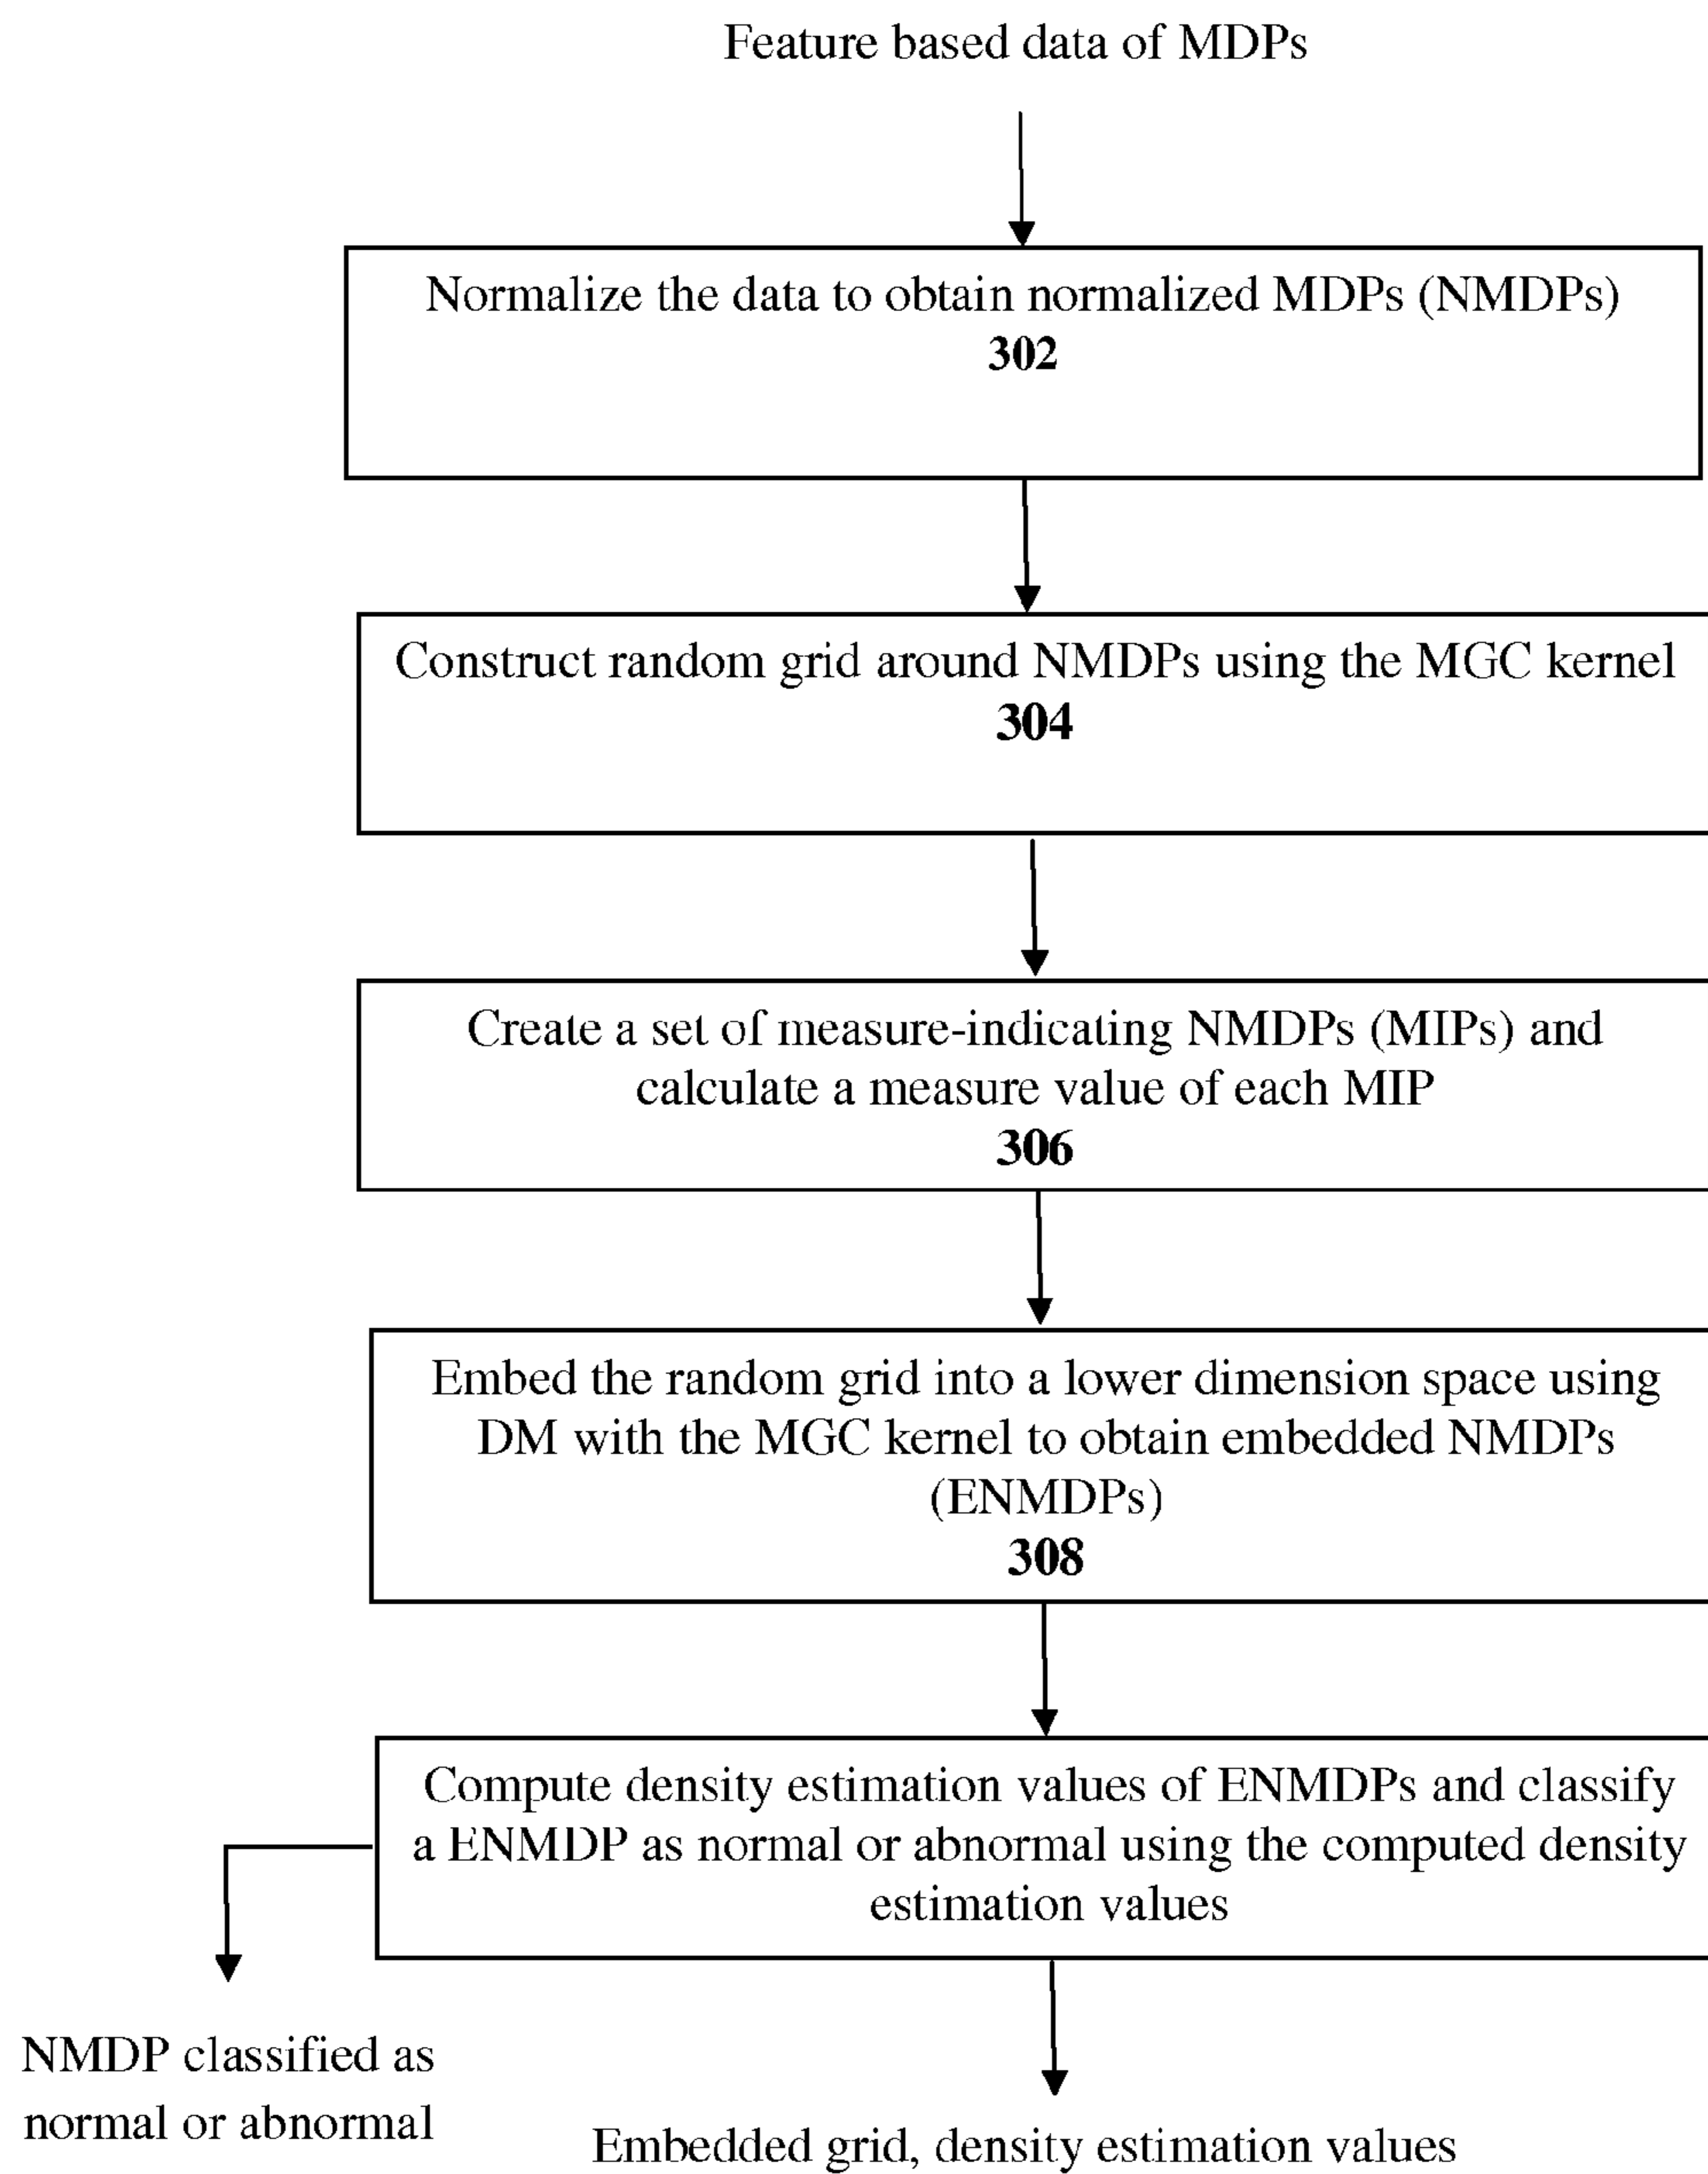 Feature based data of MDPs
Normalize the data to obtain normalized MDPs (NMDPs)
302
Construct random grid around NMDPs using the MGC kernel
304
Create a set of measure-indicating NMDPs (MIPs) and
calculate a measure value of each MIP
306
Embed the random grid into a lower dimension space using
DM with the MGC kernel to obtain embedded NMDPs
(ENMDPs)
308
Compute density estimation values of ENMDPs and classify
a ENMDP as normal or abnormal using the computed density
estimation values
NMDP classified as
normal or abnormal
Embedded grid, density estimation values